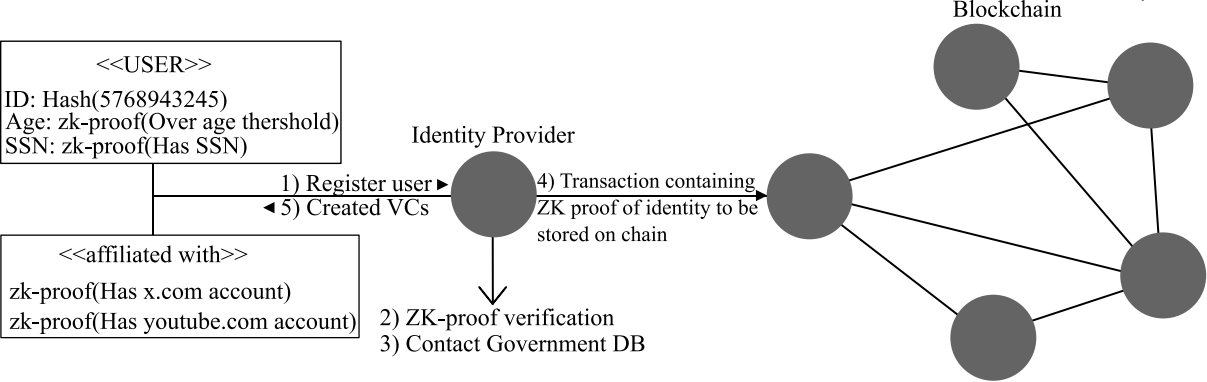 Blockchain
<<USER>>
ID: Hash(5768943245)
Age: zk-proof(Over age thershold)
SSN: zk-proof(Has SSN)
Identity Provider
1) Register user
5) Created VCs
4) Transaction containing
ZK proof of identity to be
stored on chain
<<affiliated with>>
zk-proof(Has x.com account)
zk-proof(Has youtube.com account)
2) ZK-proof verification
3) Contact Government DB